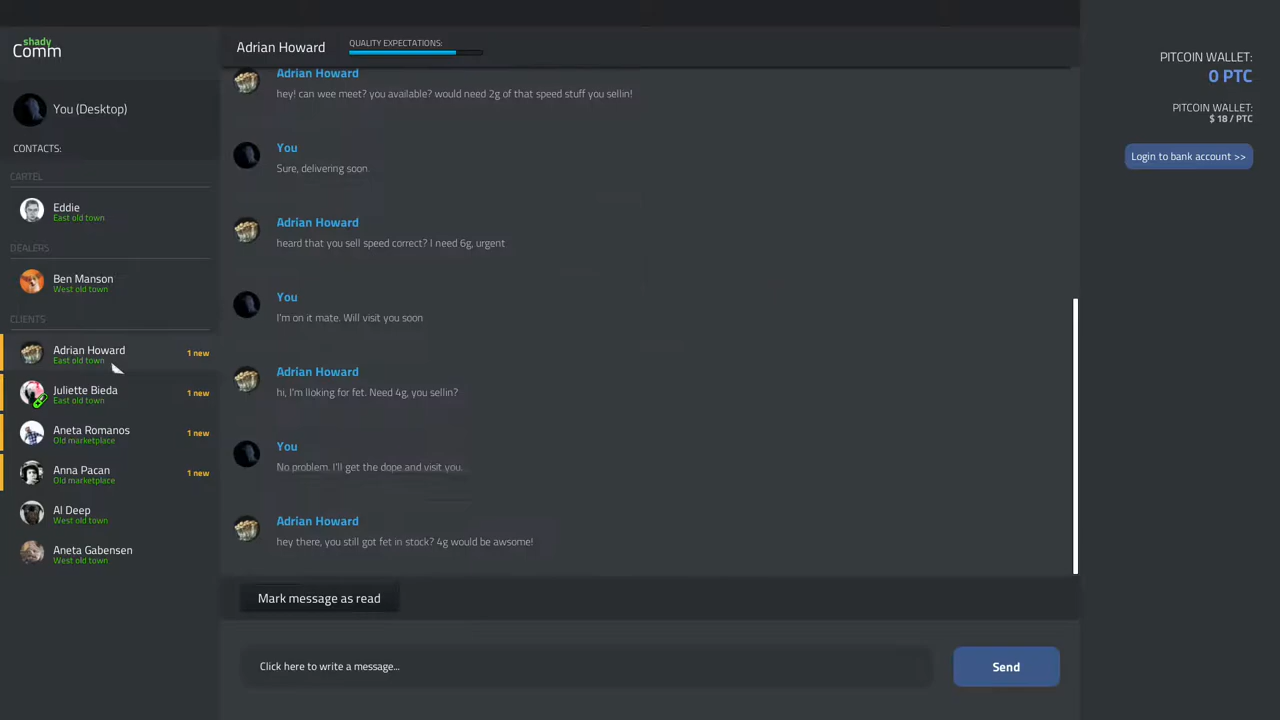 shady
Comm
You (Desktop)
CONTACTS:
CARTEL
Eddie
East old town
DEALERS
Ben Manson
West old town
CLIENTS
Adrian Howard
East old town
1 new
Juliette Bieda
East old town
1 new
Aneta Romanos
Old marketplace
1 new
Anna Pacan
Old marketplace
1 new
Al Deep
West old town
Aneta Gabensen
West old town
Adrian Howard
QUALITY EXPECTATIONS:
Adrian Howard
hey! can wee meet? you available? would need 2g of that speed stuff you sellin!
You
Sure, delivering soon.
Adrian Howard
heard that you sell speed correct? I need 6g, urgent
You
I'm on it mate. Will visit you soon
Adrian Howard
hi, I'm lloking for fet. Need 4g, you sellin?
You
No problem. I'll get the dope and visit you.
Adrian Howard
hey there, you still got fet in stock? 4g would be awsome!
Mark message as read
Click here to write a message...
Send
PITCOIN WALLET:
0 PTC
PITCOIN WALLET:
$ 18 / PTC
Login to bank account >>